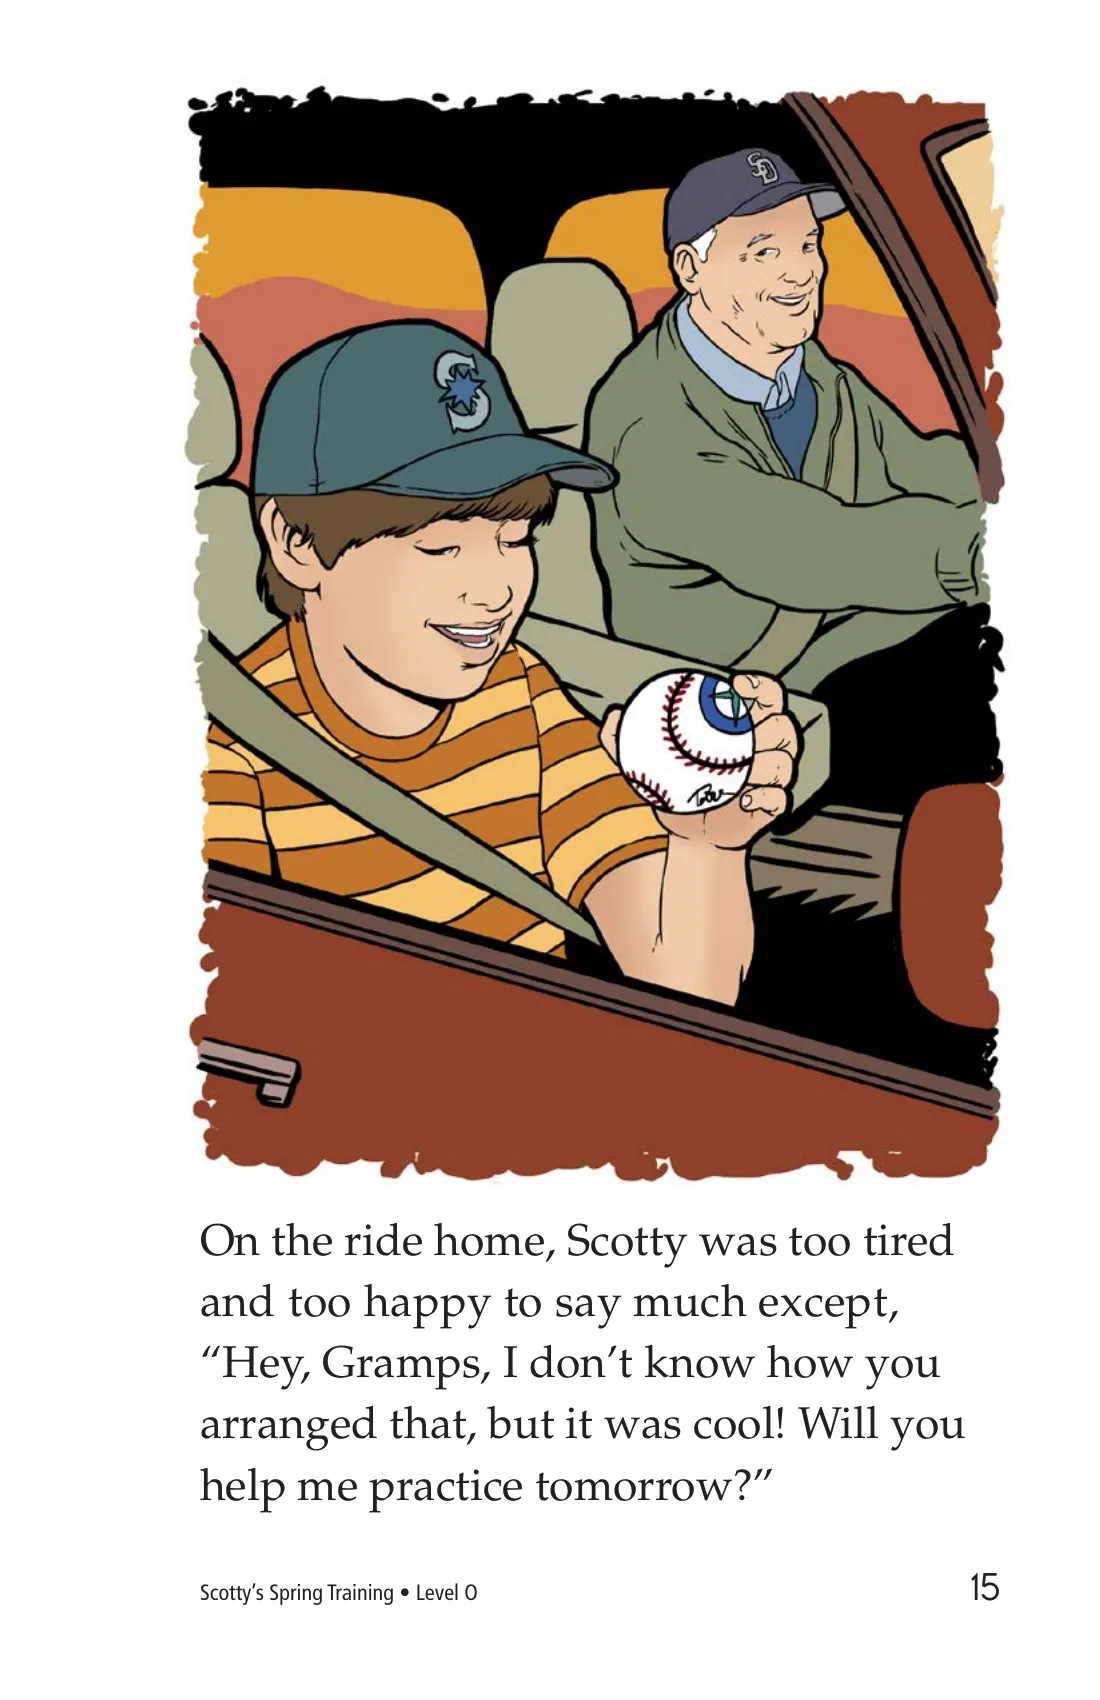 SD
S
On the ride home, Scotty was too tired
and too happy to say much except,
“Hey, Gramps, I don’t know how you
arranged that, but it was cool! Will you
help me practice tomorrow?”
Scotty’s Spring Training • Level O
15